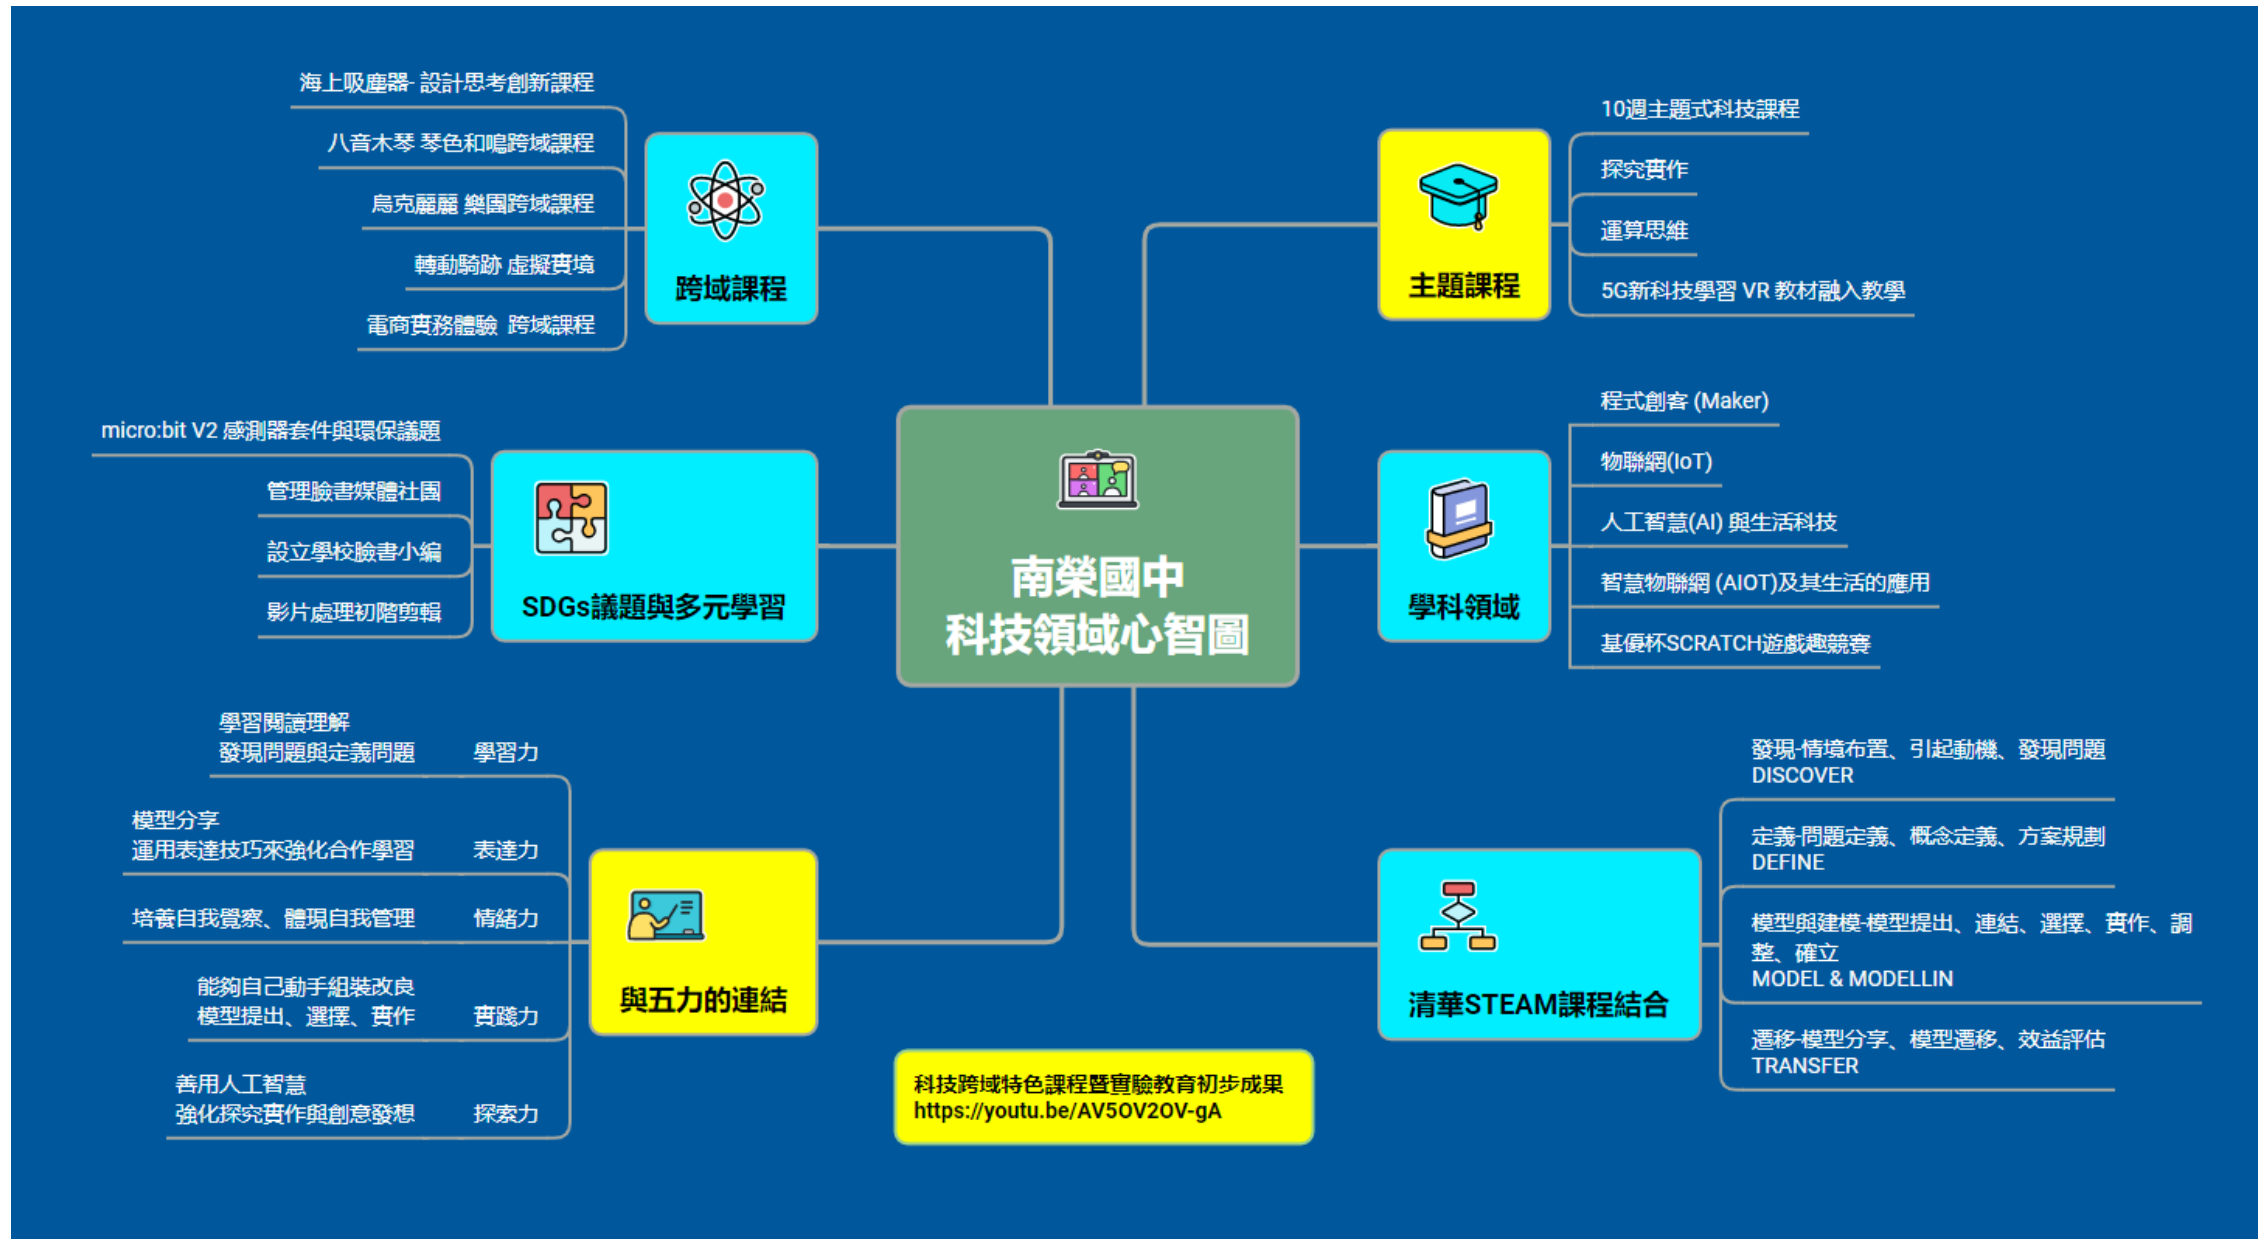 海上吸塵器- 設計思考創新課程
八音木琴 琴色和鳴跨域課程
烏克麗麗 樂團跨域課程
轉動騎跡 虛擬實境
電商實務體驗 跨域課程
跨域課程
micro:bit V2 感測器套件與環保議題
管理臉書媒體社團
設立學校臉書小編
影片處理初階剪輯
SDGs議題與多元學習
學習閱讀理解
發現問題與定義問題
學習力
模型分享
運用表達技巧來強化合作學習
表達力
培養自我覺察、體現自我管理
情緒力
能夠自己動手組裝改良
模型提出、選擇、實作
實踐力
善用人工智慧
強化探究實作與創意發想
探索力
與五力的連結
南榮國中
科技領域心智圖
主題課程
10週主題式科技課程
探究實作
運算思維
5G新科技學習 VR 教材融入教學
學科領域
程式創客 (Maker)
物聯網(IoT)
人工智慧(AI) 與生活科技
智慧物聯網 (AIOT)及其生活的應用
基優杯SCRATCH遊戲趣競賽
清華STEAM課程結合
發現-情境布置、引起動機、發現問題
DISCOVER
定義-問題定義、概念定義、方案規劃
DEFINE
模型與建模-模型提出、連結、選擇、實作、調
整、確立
MODEL & MODELLIN
遷移-模型分享、模型遷移、效益評估
TRANSFER
科技跨域特色課程暨實驗教育初步成果
https://youtu.be/AV5OV2OV-gA